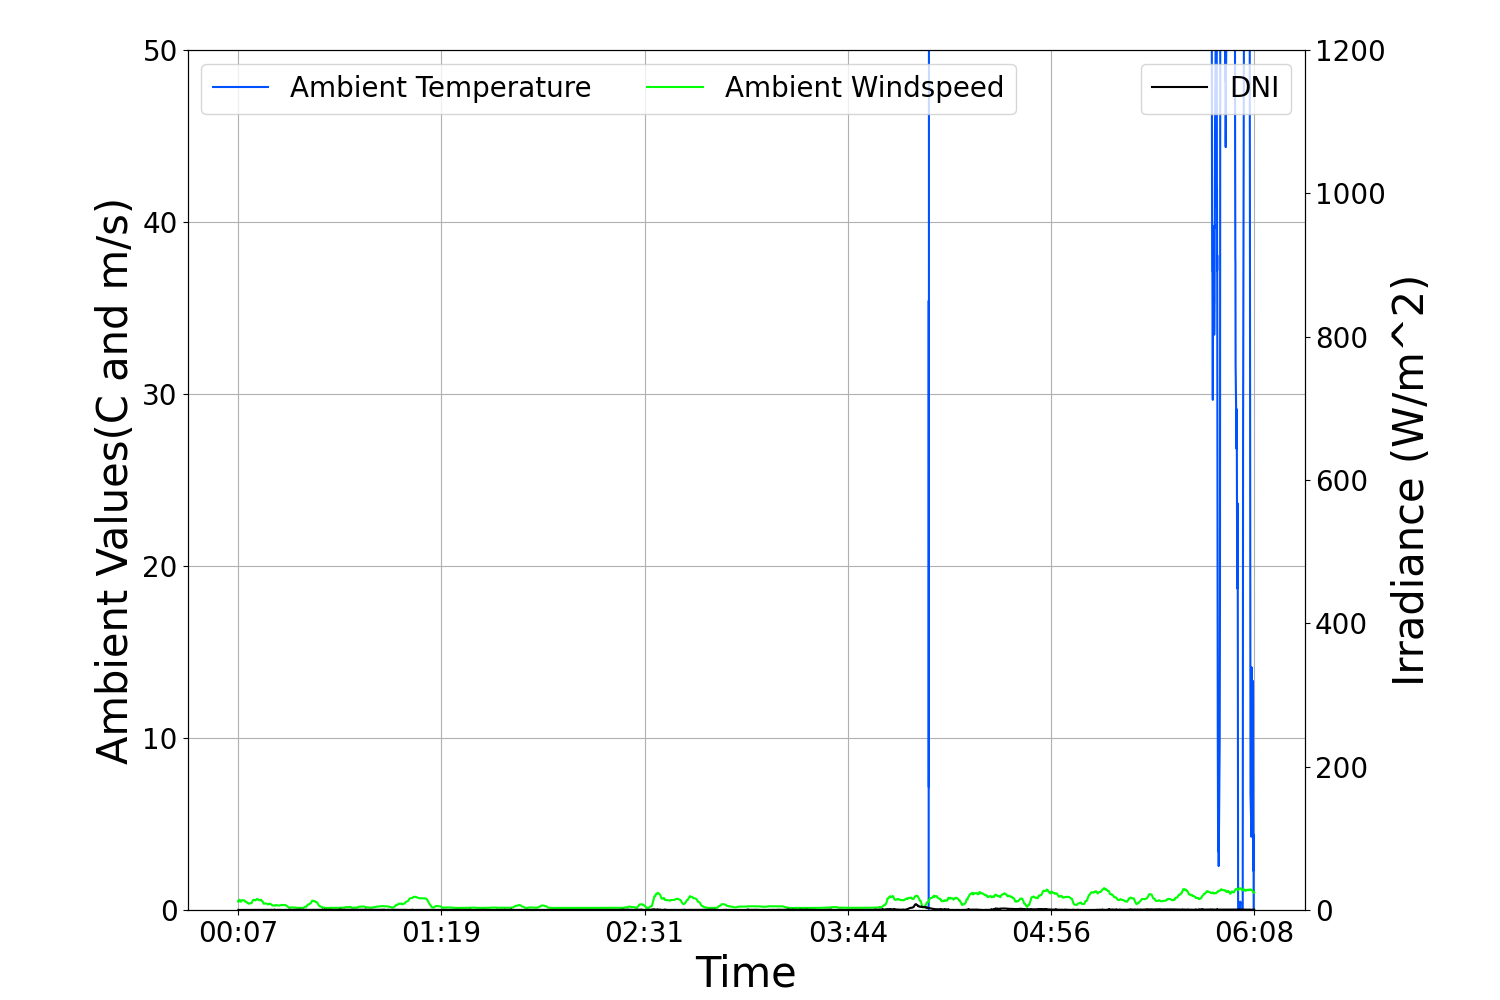 50
40
30
20
10
0
Ambient Values(C and m/s)
Ambient Temperature
Ambient Windspeed
DNI
1200
1000
800
600
400
200
0
Irradiance (W/m^2)
00:07 01:19 02:31 03:44 04:56 06:08
Time